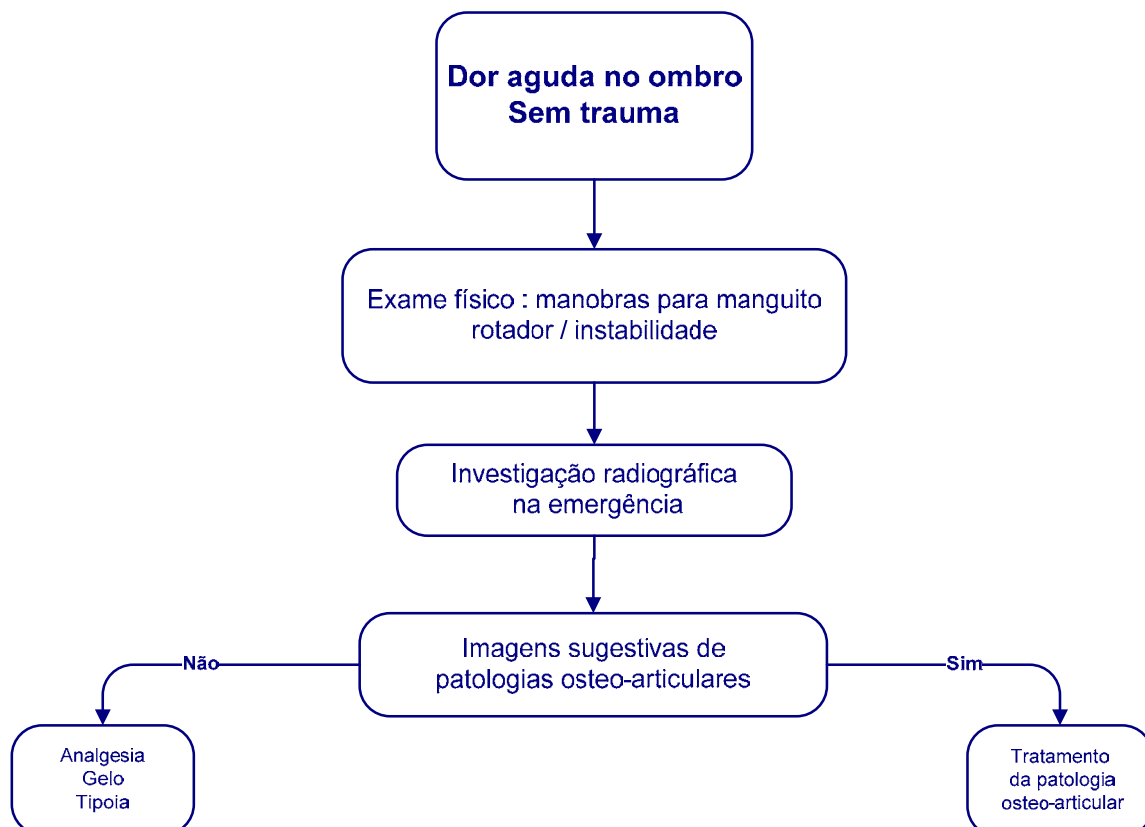 Dor aguda no ombro
Sem trauma
Exame físico : manobras para manguito
rotador / instabilidade
Investigação radiográfica
na emergência
Imagens sugestivas de
patologias osteo-articulares
Não
Sim
Analgesia
Gelo
Tipoia
Tratamento
da patologia
osteo-articular